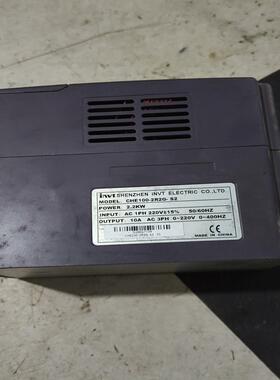 invt SHENZHEN INVT ELECTRIC CO.,LTD
MODEL: CHE100-2R2G-S2
POWER: 2.2KW
INPUT: AC 1PH 220V±15% 50/60HZ
OUTPUT: 10A AC 3PH 0~220V 0~400HZ
MADE IN CHINA